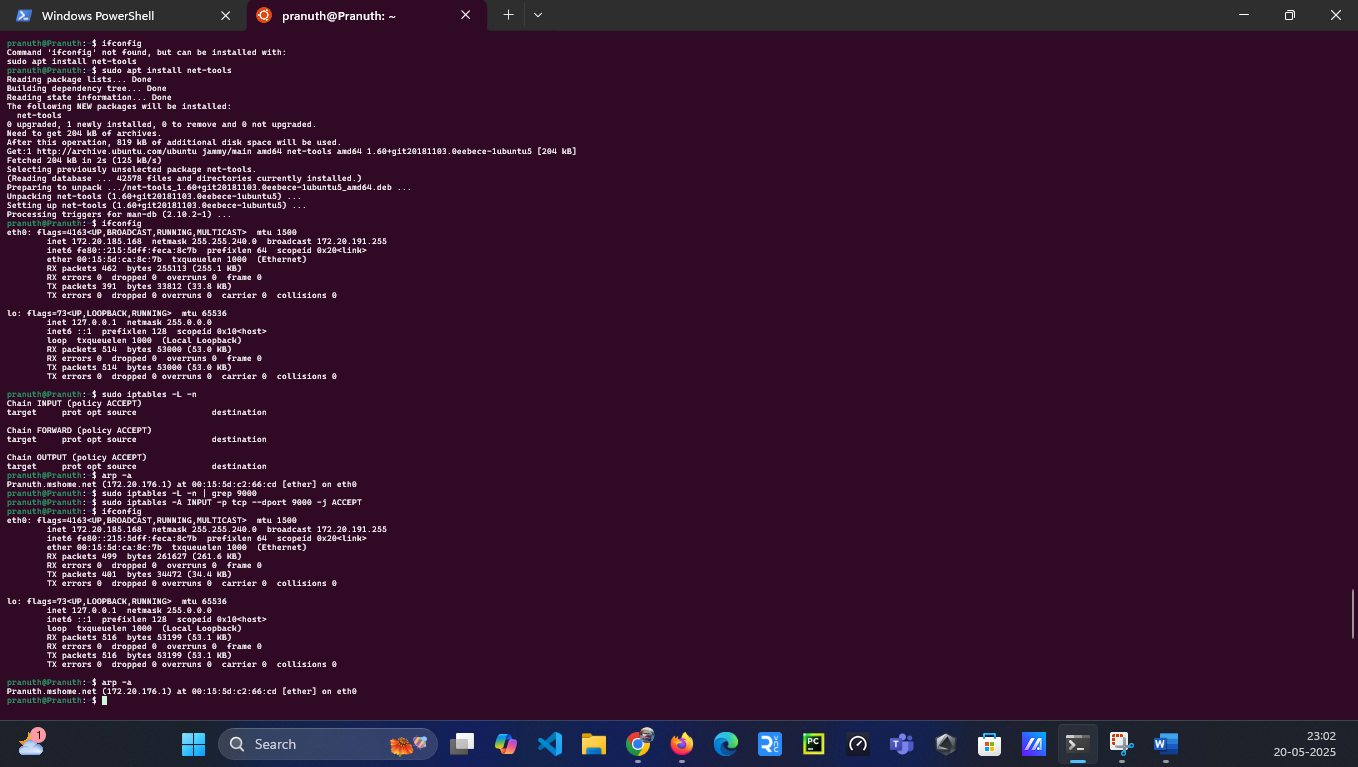 Windows PowerShell
pranuth@Pranuth: ~
pranuth@Pranuth:~$ ifconfig
Command 'ifconfig' not found, but can be installed with:
sudo apt install net-tools
pranuth@Pranuth:~$ sudo apt install net-tools
Reading package lists... Done
Building dependency tree... Done
Reading state information... Done
The following NEW packages will be installed:
  net-tools
0 upgraded, 1 newly installed, 0 to remove and 0 not upgraded.
Need to get 204 kB of archives.
After this operation, 819 kB of additional disk space will be used.
Get:1 http://archive.ubuntu.com/ubuntu jammy/main amd64 net-tools amd64 1.60+git20181103.0eebece-1ubuntu5 [204 kB]
Fetched 204 kB in 2s (125 kB/s)
Selecting previously unselected package net-tools.
(Reading database ... 42578 files and directories currently installed.)
Preparing to unpack .../net-tools_1.60+git20181103.0eebece-1ubuntu5_amd64.deb ...
Unpacking net-tools (1.60+git20181103.0eebece-1ubuntu5) ...
Setting up net-tools (1.60+git20181103.0eebece-1ubuntu5) ...
Processing triggers for man-db (2.10.2-1) ...
pranuth@Pranuth:~$ ifconfig
eth0: flags=4163<UP,BROADCAST,RUNNING,MULTICAST>  mtu 1500
        inet 172.20.185.168  netmask 255.255.240.0  broadcast 172.20.191.255
        inet6 fe80::215:5dff:feca:8c7b  prefixlen 64  scopeid 0x20<link>
        ether 00:15:5d:ca:8c:7b  txqueuelen 1000  (Ethernet)
        RX packets 462  bytes 255113 (255.1 KB)
        RX errors 0  dropped 0  overruns 0  frame 0
        TX packets 391  bytes 33812 (33.8 KB)
        TX errors 0  dropped 0 overruns 0  carrier 0  collisions 0
lo: flags=73<UP,LOOPBACK,RUNNING>  mtu 65536
        inet 127.0.0.1  netmask 255.0.0.0
        inet6 ::1  prefixlen 128  scopeid 0x10<host>
        loop  txqueuelen 1000  (Local Loopback)
        RX packets 514  bytes 53000 (53.0 KB)
        RX errors 0  dropped 0  overruns 0  frame 0
        TX packets 514  bytes 53000 (53.0 KB)
        TX errors 0  dropped 0 overruns 0  carrier 0  collisions 0
pranuth@Pranuth:~$ sudo iptables -L -n
Chain INPUT (policy ACCEPT)
target     prot opt source               destination
Chain FORWARD (policy ACCEPT)
target     prot opt source               destination
Chain OUTPUT (policy ACCEPT)
target     prot opt source               destination
pranuth@Pranuth:~$ arp -a
Pranuth.mshome.net (172.20.176.1) at 00:15:5d:c2:66:cd [ether] on eth0
pranuth@Pranuth:~$ sudo iptables -L -n | grep 9000
pranuth@Pranuth:~$ sudo iptables -A INPUT -p tcp --dport 9000 -j ACCEPT
pranuth@Pranuth:~$ ifconfig
eth0: flags=4163<UP,BROADCAST,RUNNING,MULTICAST>  mtu 1500
        inet 172.20.185.168  netmask 255.255.240.0  broadcast 172.20.191.255
        inet6 fe80::215:5dff:feca:8c7b  prefixlen 64  scopeid 0x20<link>
        ether 00:15:5d:ca:8c:7b  txqueuelen 1000  (Ethernet)
        RX packets 499  bytes 261627 (261.6 KB)
        RX errors 0  dropped 0  overruns 0  frame 0
        TX packets 401  bytes 34472 (34.4 KB)
        TX errors 0  dropped 0 overruns 0  carrier 0  collisions 0
lo: flags=73<UP,LOOPBACK,RUNNING>  mtu 65536
        inet 127.0.0.1  netmask 255.0.0.0
        inet6 ::1  prefixlen 128  scopeid 0x10<host>
        loop  txqueuelen 1000  (Local Loopback)
        RX packets 516  bytes 53199 (53.1 KB)
        RX errors 0  dropped 0  overruns 0  frame 0
        TX packets 516  bytes 53199 (53.1 KB)
        TX errors 0  dropped 0 overruns 0  carrier 0  collisions 0
pranuth@Pranuth:~$ arp -a
Pranuth.mshome.net (172.20.176.1) at 00:15:5d:c2:66:cd [ether] on eth0
pranuth@Pranuth:~$
1
Search
PC
W
23:02
20-05-2025